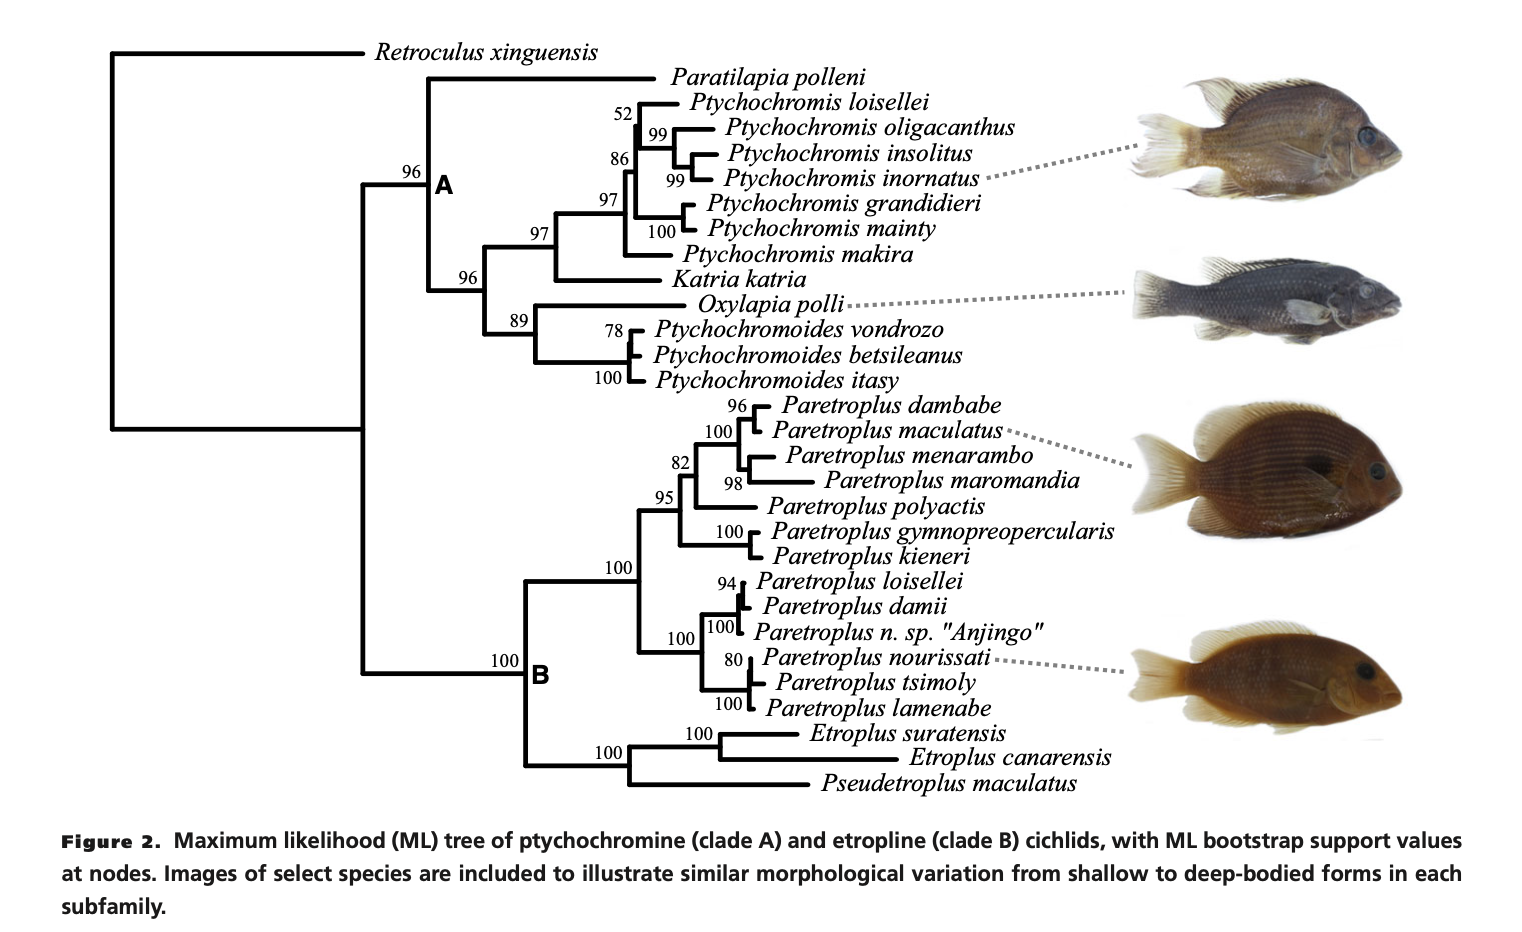 Retroculus xinguensis
Paratilapia polleni
Ptychochromis loisellei
52
Ptychochromis oligacanthus
99
Ptychochromis insolitus
86
Ptychochromis inornatus
96
A
99
Ptychochromis grandidieri
97
Ptychochromis mainty
97
100
Ptychochromis makira
96
Katria katria
Oxylapia polli
89
78
Ptychochromoides vondrozo
Ptychochromoides betsileanus
100
Ptychochromoides itasy
96
Paretroplus dambabe
100
Paretroplus maculatus
82
Paretroplus menarambo
98
Paretroplus maromandia
95
Paretroplus polyactis
100
Paretroplus gymnopreopercularis
Paretroplus kieneri
100
94
Paretroplus loisellei
Paretroplus damii
100
100
Paretroplus n. sp. "Anjingo"
100
B
80
Paretroplus nourissati
Paretroplus tsimoly
100
Paretroplus lamenabe
100
Etroplus suratensis
100
Etroplus canarensis
Pseudetroplus maculatus
Figure 2. Maximum likelihood (ML) tree of ptychochromine (clade A) and etropline (clade B) cichlids, with ML bootstrap support values
at nodes. Images of select species are included to illustrate similar morphological variation from shallow to deep-bodied forms in each
subfamily.